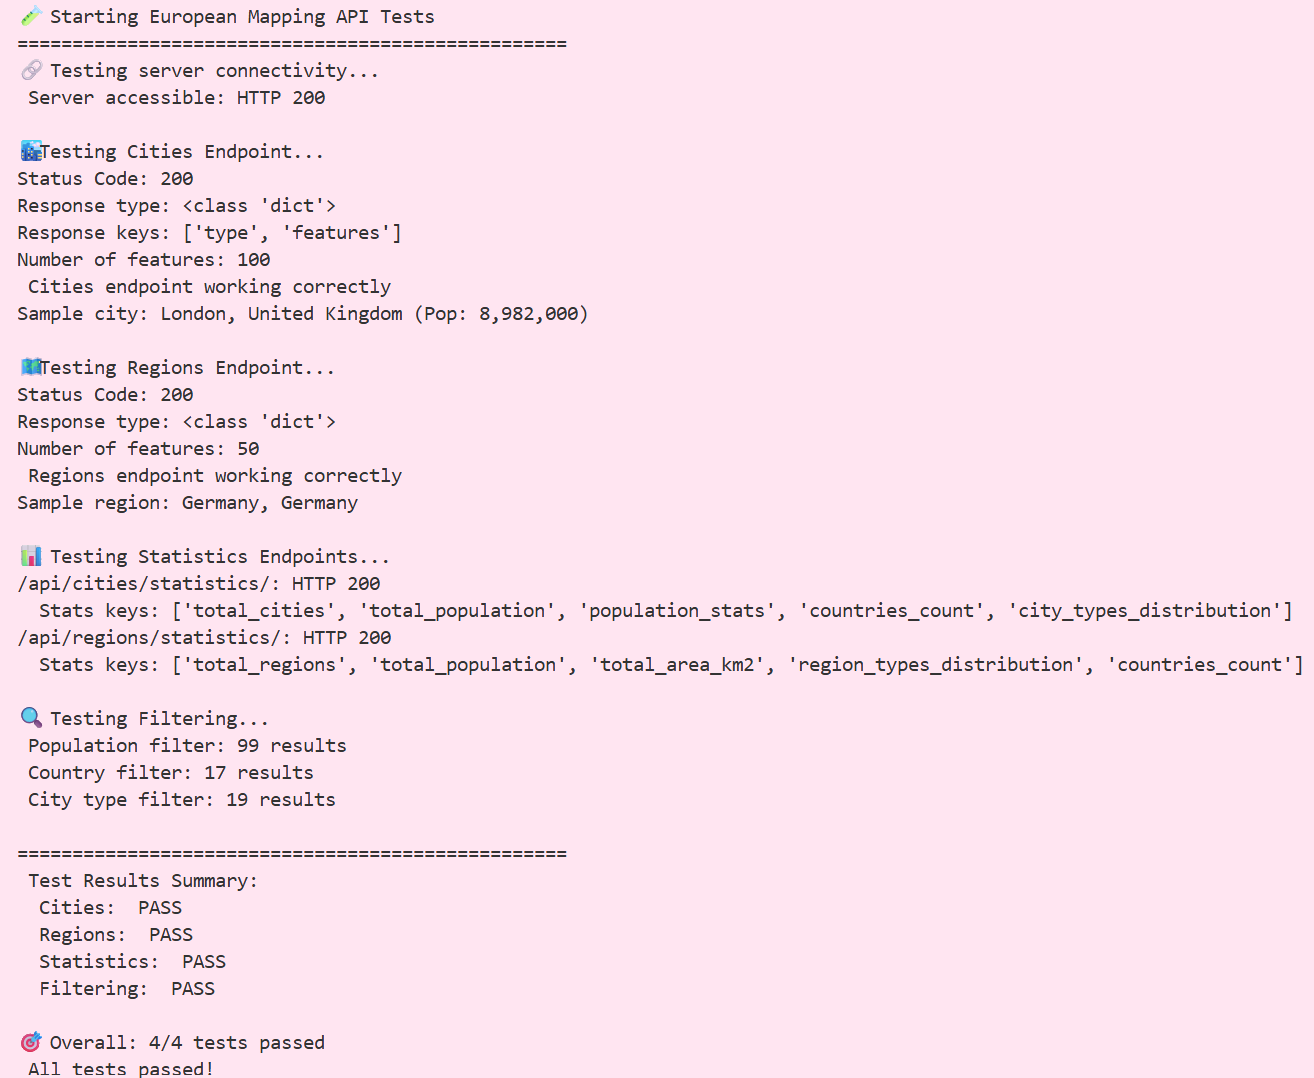 🧪 Starting European Mapping API Tests
==================================================
🔗 Testing server connectivity...
Server accessible: HTTP 200
🏙️Testing Cities Endpoint...
Status Code: 200
Response type: <class 'dict'>
Response keys: ['type', 'features']
Number of features: 100
Cities endpoint working correctly
Sample city: London, United Kingdom (Pop: 8,982,000)
🗺️Testing Regions Endpoint...
Status Code: 200
Response type: <class 'dict'>
Number of features: 50
Regions endpoint working correctly
Sample region: Germany, Germany
📊 Testing Statistics Endpoints...
/api/cities/statistics/: HTTP 200
Stats keys: ['total_cities', 'total_population', 'population_stats', 'countries_count', 'city_types_distribution']
/api/regions/statistics/: HTTP 200
Stats keys: ['total_regions', 'total_population', 'total_area_km2', 'region_types_distribution', 'countries_count']
🔍 Testing Filtering...
Population filter: 99 results
Country filter: 17 results
City type filter: 19 results
==================================================
Test Results Summary:
Cities:  PASS
Regions:  PASS
Statistics:  PASS
Filtering:  PASS
🎯 Overall: 4/4 tests passed
All tests passed!